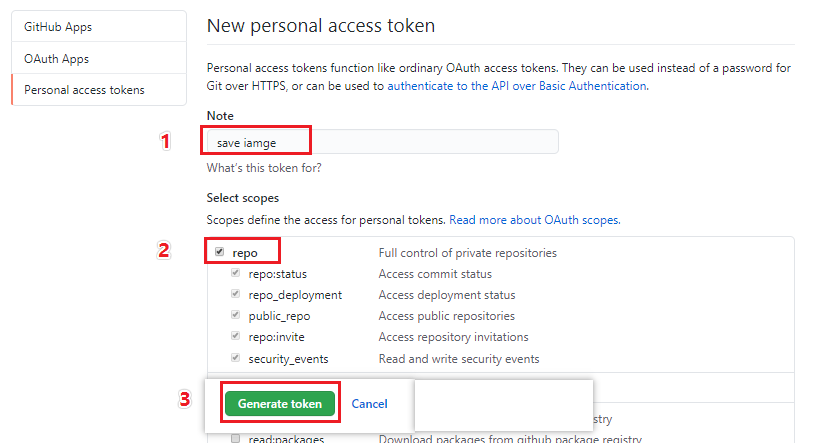 GitHub Apps
OAuth Apps
Personal access tokens
New personal access token
Personal access tokens function like ordinary OAuth access tokens. They can be used instead of a password for
Git over HTTPS, or can be used to authenticate to the API over Basic Authentication.
Note
1
save iamge
What's this token for?
Select scopes
Scopes define the access for personal tokens. Read more about OAuth scopes.
2
repo Full control of private repositories
repo:status Access commit status
repo_deployment Access deployment status
public_repo Access public repositories
repo:invite Access repository invitations
security_events Read and write security events
3
Generate token Cancel
read:packages Download packages from github package registry